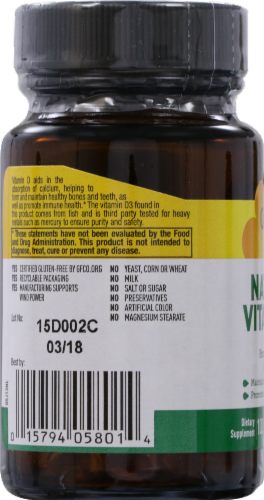 Vitamin D aids in the
absorption of calcium, helping to
form and maintain healthy bones and teeth, as
well as promote immune health.* The vitamin D3 found in
this product comes from fish and is third party tested for heavy
metals such as mercury to ensure purity and safety.
* These statements have not been evaluated by the Food
and Drug Administration. This product is not intended to
diagnose, treat, cure or prevent any disease.
YES CERTIFIED GLUTEN-FREE BY GFCO.ORG
YES RECYCLABLE PACKAGING
YES MANUFACTURING SUPPORTS
WIND POWER
NO YEAST, CORN OR WHEAT
NO MILK
NO SALT OR SUGAR
NO PRESERVATIVES
NO ARTIFICIAL COLOR
NO MAGNESIUM STEARATE
Lot No:
15D002C
03/18
Best by:
0 15794 05801 4
NA
VITA
Dietary
Supplement